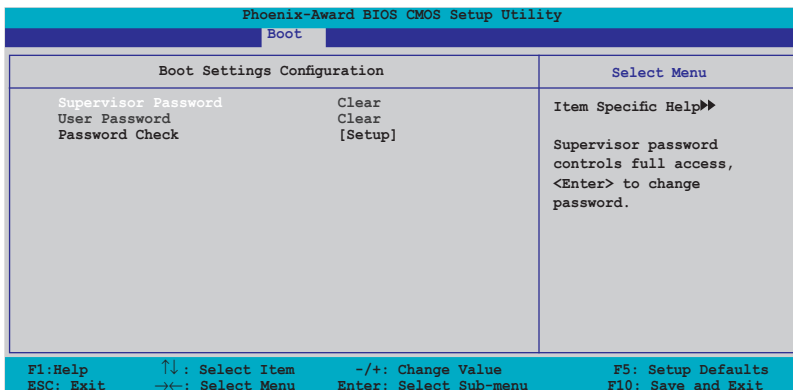 Phoenix-Award BIOS CMOS Setup Utility
Boot
Boot Settings Configuration
Select Menu
Supervisor Password Clear
User Password Clear
Password Check [Setup]
Item Specific Help▶▶
Supervisor password
controls full access,
<Enter> to change
password.
F1:Help ↑↓: Select Item -/+: Change Value F5: Setup Defaults
ESC: Exit →←: Select Menu Enter: Select Sub-menu F10: Save and Exit